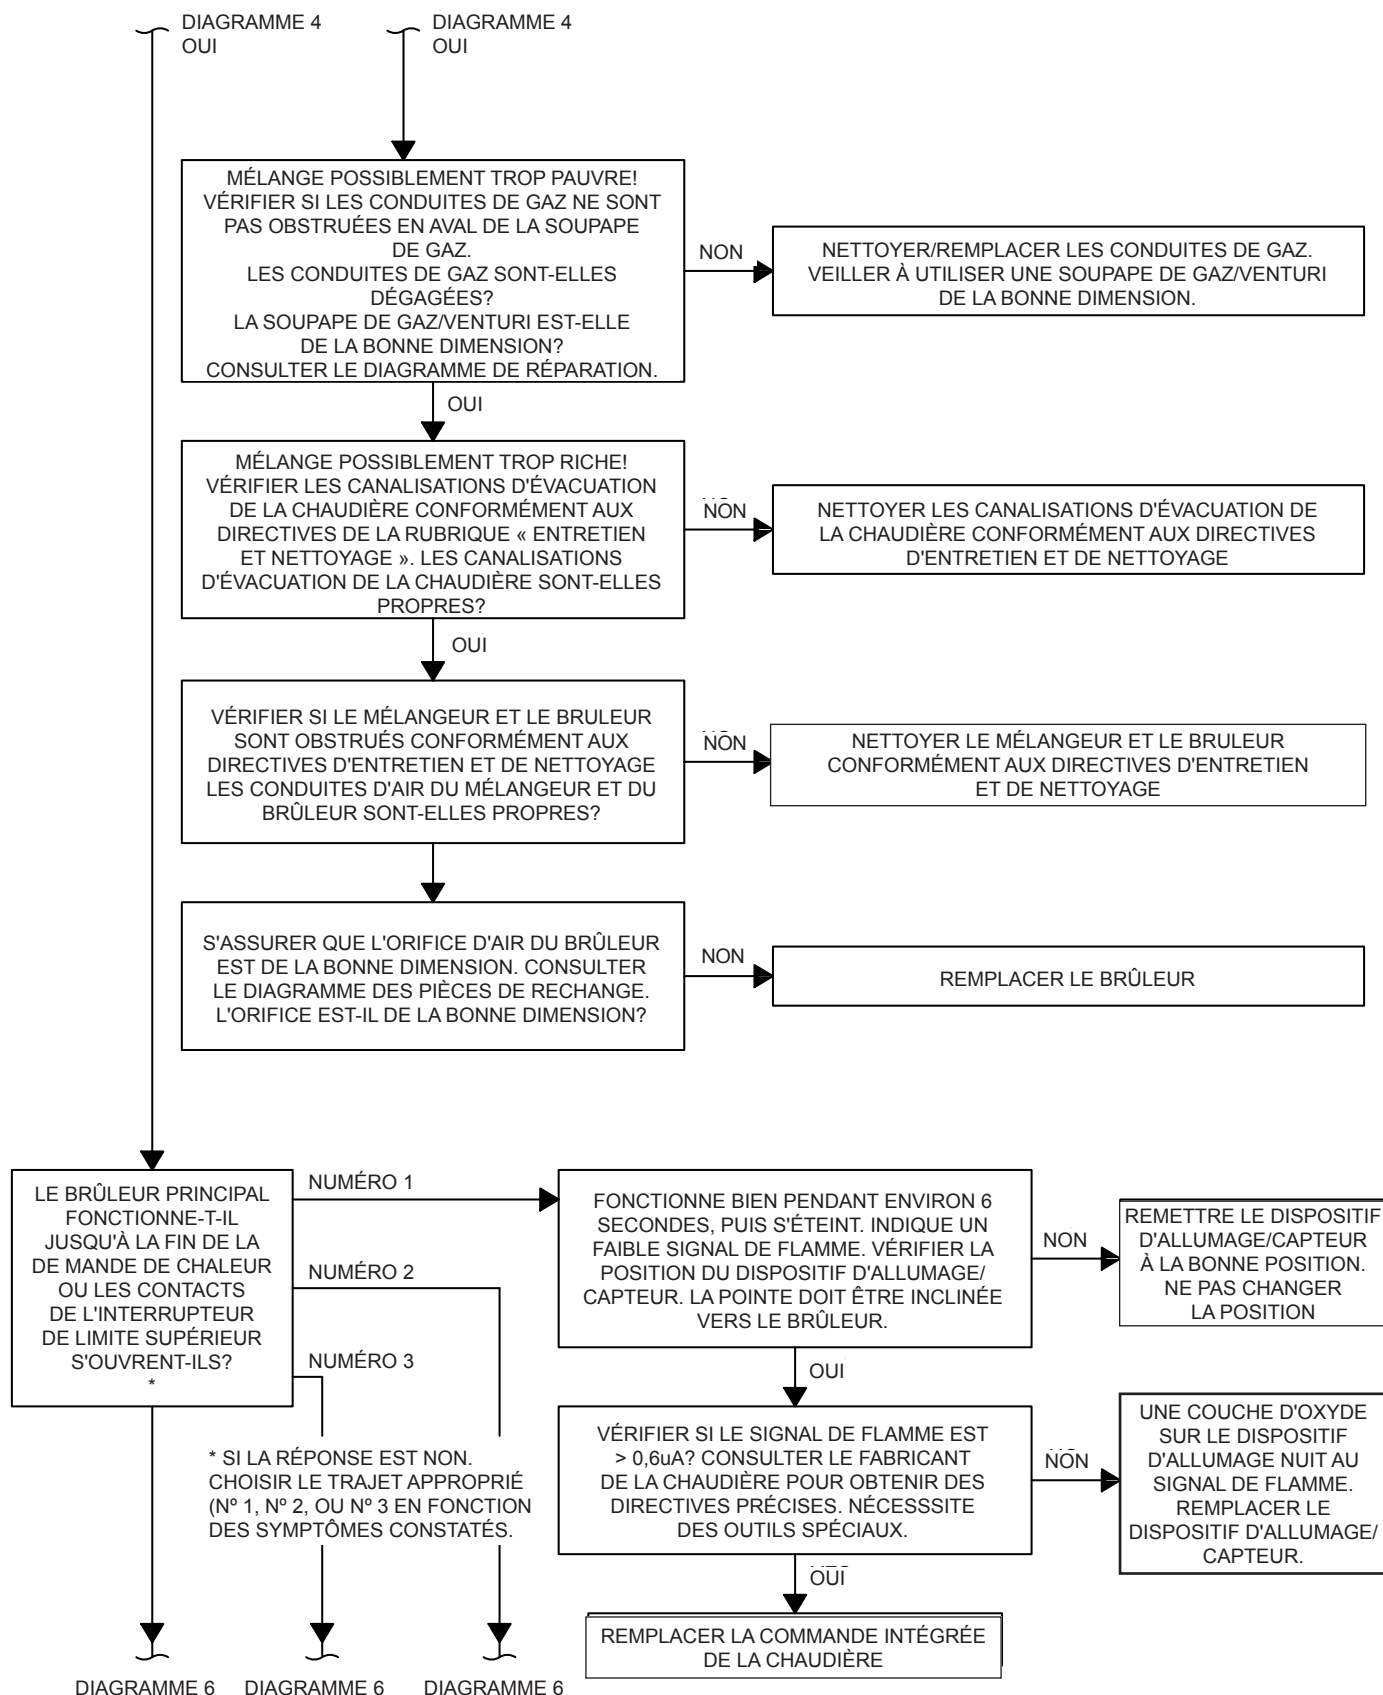 DIAGRAMME 4
OUI
DIAGRAMME 4
OUI
MÉLANGE POSSIBLEMENT TROP PAUVRE!
VÉRIFIER SI LES CONDUITES DE GAZ NE SONT
PAS OBSTRUÉES EN AVAL DE LA SOUPAPE
DE GAZ.
LES CONDUITES DE GAZ SONT-ELLES
DÉGAGÉES?
LA SOUPAPE DE GAZ/VENTURI EST-ELLE
DE LA BONNE DIMENSION?
CONSULTER LE DIAGRAMME DE RÉPARATION.
NON
NETTOYER/REMPLACER LES CONDUITES DE GAZ.
VEILLER À UTILISER UNE SOUPAPE DE GAZ/VENTURI
DE LA BONNE DIMENSION.
OUI
MÉLANGE POSSIBLEMENT TROP RICHE!
VÉRIFIER LES CANALISATIONS D'ÉVACUATION
DE LA CHAUDIÈRE CONFORMÉMENT AUX
DIRECTIVES DE LA RUBRIQUE « ENTRETIEN
ET NETTOYAGE ». LES CANALISATIONS
D'ÉVACUATION DE LA CHAUDIÈRE SONT-ELLES
PROPRES?
NON
NETTOYER LES CANALISATIONS D'ÉVACUATION DE
LA CHAUDIÈRE CONFORMÉMENT AUX DIRECTIVES
D'ENTRETIEN ET DE NETTOYAGE
OUI
VÉRIFIER SI LE MÉLANGEUR ET LE BRULEUR
SONT OBSTRUÉS CONFORMÉMENT AUX
DIRECTIVES D'ENTRETIEN ET DE NETTOYAGE
LES CONDUITES D'AIR DU MÉLANGEUR ET DU
BRÛLEUR SONT-ELLES PROPRES?
NON
NETTOYER LE MÉLANGEUR ET LE BRULEUR
CONFORMÉMENT AUX DIRECTIVES D'ENTRETIEN
ET DE NETTOYAGE
S'ASSURER QUE L'ORIFICE D'AIR DU BRÛLEUR
EST DE LA BONNE DIMENSION. CONSULTER
LE DIAGRAMME DES PIÈCES DE RECHANGE.
L'ORIFICE EST-IL DE LA BONNE DIMENSION?
NON
REMPLACER LE BRÛLEUR
LE BRÛLEUR PRINCIPAL
FONCTIONNE-T-IL
JUSQU'À LA FIN DE LA
DE MANDE DE CHALEUR
OU LES CONTACTS
DE L'INTERRUPTEUR
DE LIMITE SUPÉRIEUR
S'OUVRENT-ILS?
*
NUMÉRO 1
NUMÉRO 2
NUMÉRO 3
FONCTIONNE BIEN PENDANT ENVIRON 6
SECONDES, PUIS S'ÉTEINT. INDIQUE UN
FAIBLE SIGNAL DE FLAMME. VÉRIFIER LA
POSITION DU DISPOSITIF D'ALLUMAGE/
CAPTEUR. LA POINTE DOIT ÊTRE INCLINÉE
VERS LE BRÛLEUR.
NON
REMETTRE LE DISPOSITIF
D'ALLUMAGE/CAPTEUR
À LA BONNE POSITION.
NE PAS CHANGER
LA POSITION
OUI
* SI LA RÉPONSE EST NON.
CHOISIR LE TRAJET APPROPRIÉ
(Nº 1, Nº 2, OU Nº 3 EN FONCTION
DES SYMPTÔMES CONSTATÉS.
VÉRIFIER SI LE SIGNAL DE FLAMME EST
> 0,6uA? CONSULTER LE FABRICANT
DE LA CHAUDIÈRE POUR OBTENIR DES
DIRECTIVES PRÉCISES. NÉCESSSITE
DES OUTILS SPÉCIAUX.
NON
UNE COUCHE D'OXYDE
SUR LE DISPOSITIF
D'ALLUMAGE NUIT AU
SIGNAL DE FLAMME.
REMPLACER LE
DISPOSITIF D'ALLUMAGE/
CAPTEUR.
OUI
REMPLACER LA COMMANDE INTÉGRÉE
DE LA CHAUDIÈRE
DIAGRAMME 6
DIAGRAMME 6
DIAGRAMME 6